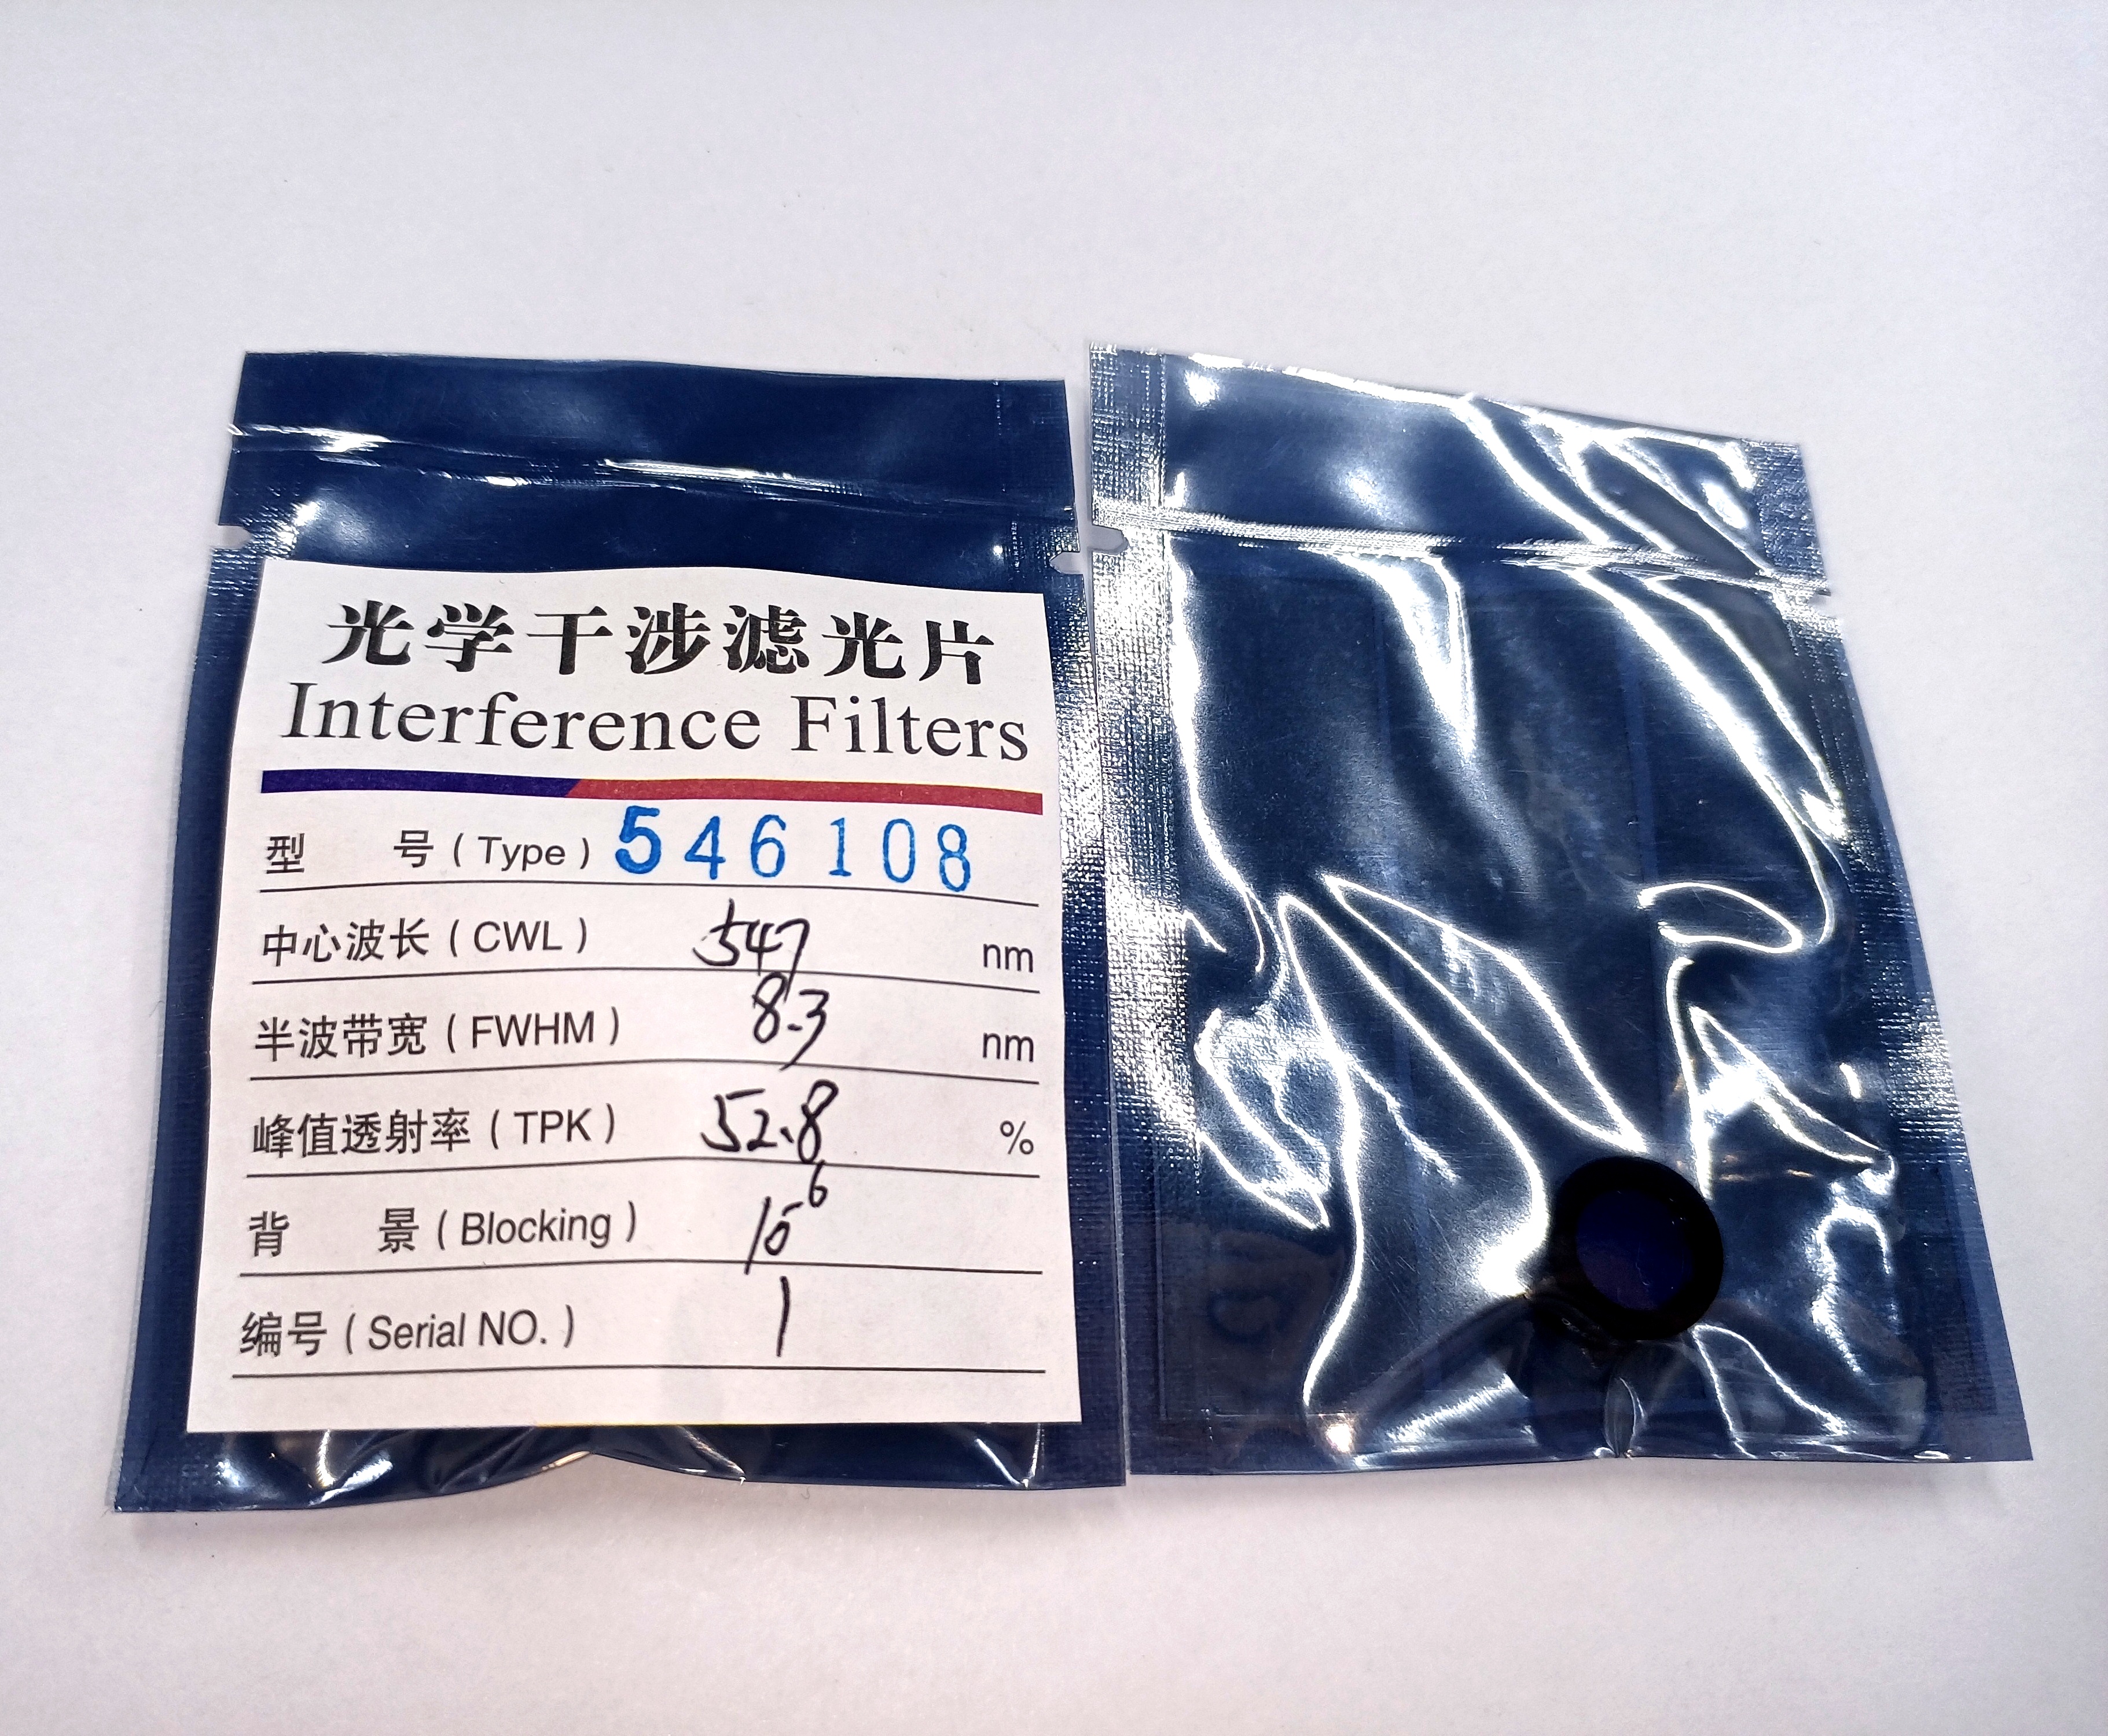 光学干涉滤光片
Interference Filters
型 号 ( Type ) 546108
中心波长 ( CWL ) 547 nm
半波带宽 ( FWHM ) 8.3 nm
峰值透射率 ( TPK ) 52.8 %
背 景 ( Blocking ) 10⁻⁶
编号 ( Serial NO. ) 1